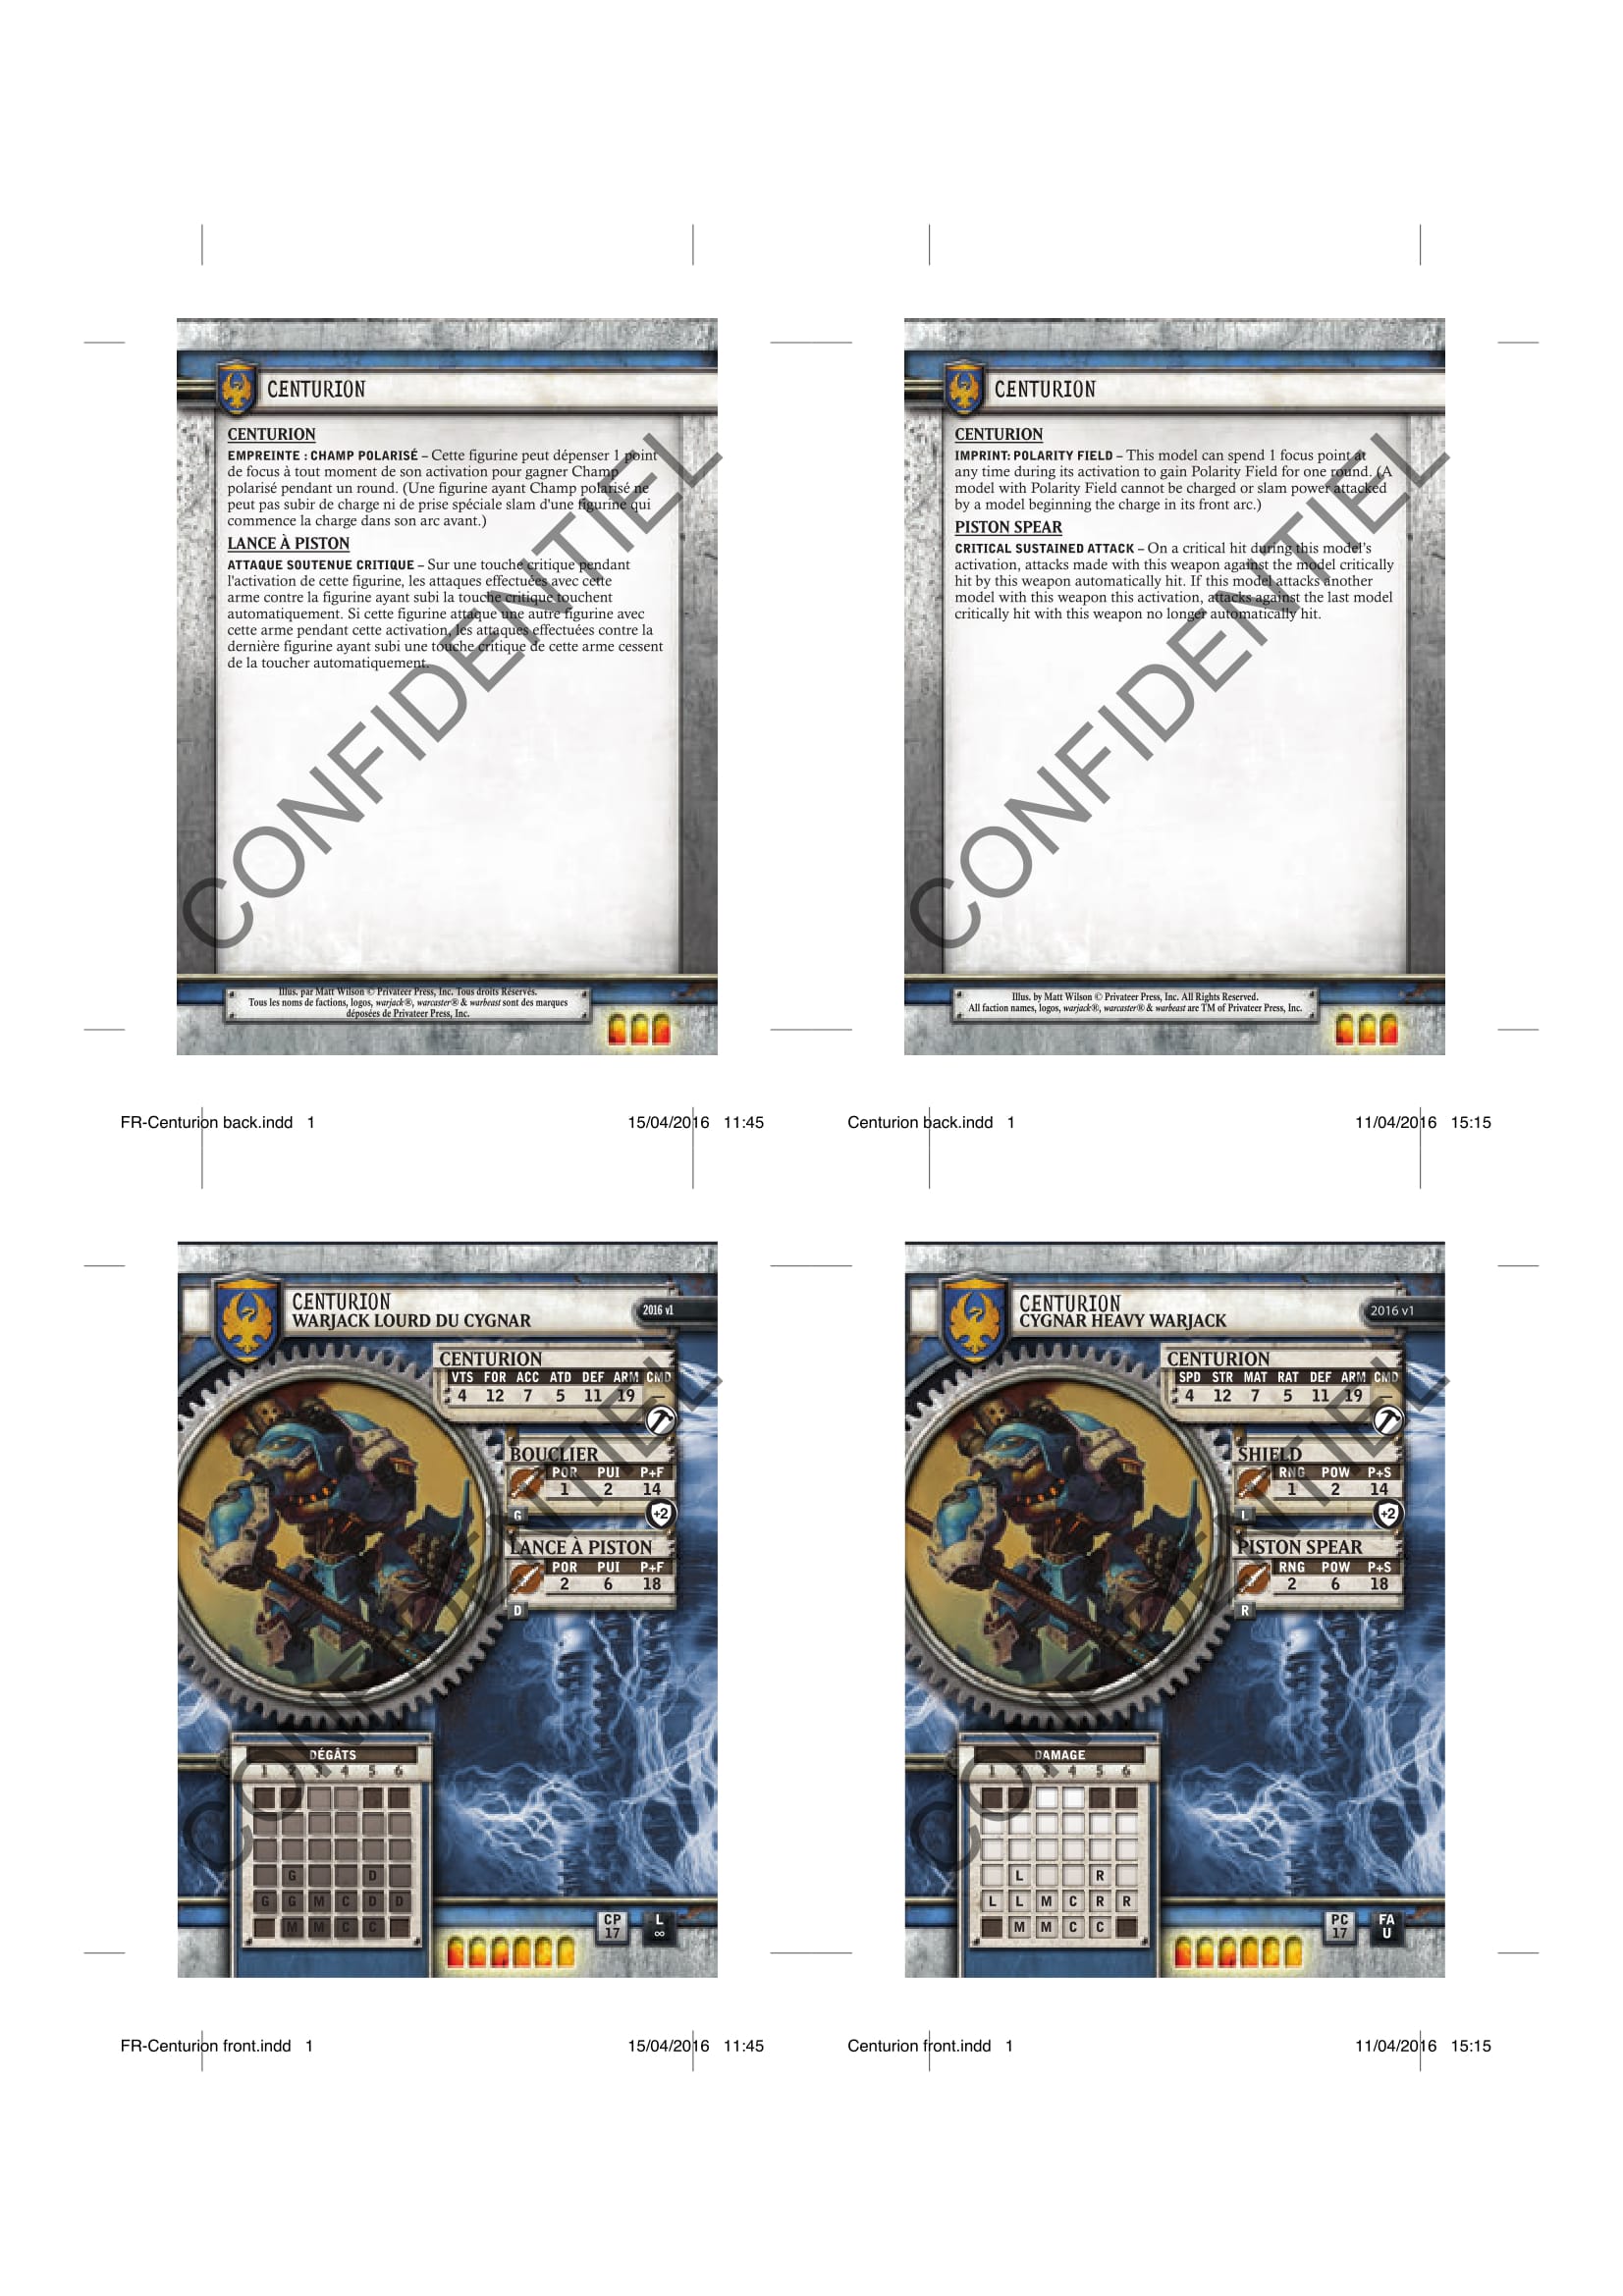 CENTURION
CENTURION
EMPREINTE : CHAMP POLARISÉ – Cette figurine peut dépenser 1 point
de focus à tout moment de son activation pour gagner Champ
polarisé pendant un round. (Une figurine ayant Champ polarisé ne
peut pas subir de charge ni de prise spéciale slam d'une figurine qui
commence la charge dans son arc avant.)
LANCE À PISTON
ATTAQUE SOUTENUE CRITIQUE – Sur une touche critique pendant
l'activation de cette figurine, les attaques effectuées avec cette
arme contre la figurine ayant subi la touche critique touchent
automatiquement. Si cette figurine attaque une autre figurine avec
cette arme pendant cette activation, les attaques effectuées contre la
dernière figurine ayant subi une touche critique de cette arme cessent
de la toucher automatiquement.
CONFIDENTIEL
Illus. par Matt Wilson © Privateer Press, Inc. Tous droits Réservés.
Tous les noms de factions, logos, warjack®, warcaster® & warbeast sont des marques
déposées de Privateer Press, Inc.
FR-Centurion back.indd 1
15/04/2016 11:45
CENTURION
CENTURION
IMPRINT: POLARITY FIELD – This model can spend 1 focus point at
any time during its activation to gain Polarity Field for one round. (A
model with Polarity Field cannot be charged or slam power attacked
by a model beginning the charge in its front arc.)
PISTON SPEAR
CRITICAL SUSTAINED ATTACK – On a critical hit during this model's
activation, attacks made with this weapon against the model critically
hit by this weapon automatically hit. If this model attacks another
model with this weapon this activation, attacks against the last model
critically hit with this weapon no longer automatically hit.
CONFIDENTIEL
Illus. by Matt Wilson © Privateer Press, Inc. All Rights Reserved.
All faction names, logos, warjack®, warcaster® & warbeast are TM of Privateer Press, Inc.
Centurion back.indd 1
11/04/2016 15:15
CENTURION
WARJACK LOURD DU CYGNAR
2016 v1
CENTURION
VTS FOR ACC ATD DEF ARM CMD
4 12 7 5 11 19 —
BOUCLIER
POR PUI P+F
1 2 14
G
+2
LANCE À PISTON
POR PUI P+F
2 6 18
D
CONFIDENTIEL
DÉGÂTS
1 2 3 4 5 6
G D
G G M C D D
M M C C
CP
17
L
∞
FR-Centurion front.indd 1
15/04/2016 11:45
CENTURION
CYGNAR HEAVY WARJACK
2016 v1
CENTURION
SPD STR MAT RAT DEF ARM CMD
4 12 7 5 11 19 —
SHIELD
RNG POW P+S
1 2 14
L
+2
PISTON SPEAR
RNG POW P+S
2 6 18
R
CONFIDENTIEL
DAMAGE
1 2 3 4 5 6
L R
L L M C R R
M M C C
PC
17
FA
U
Centurion front.indd 1
11/04/2016 15:15